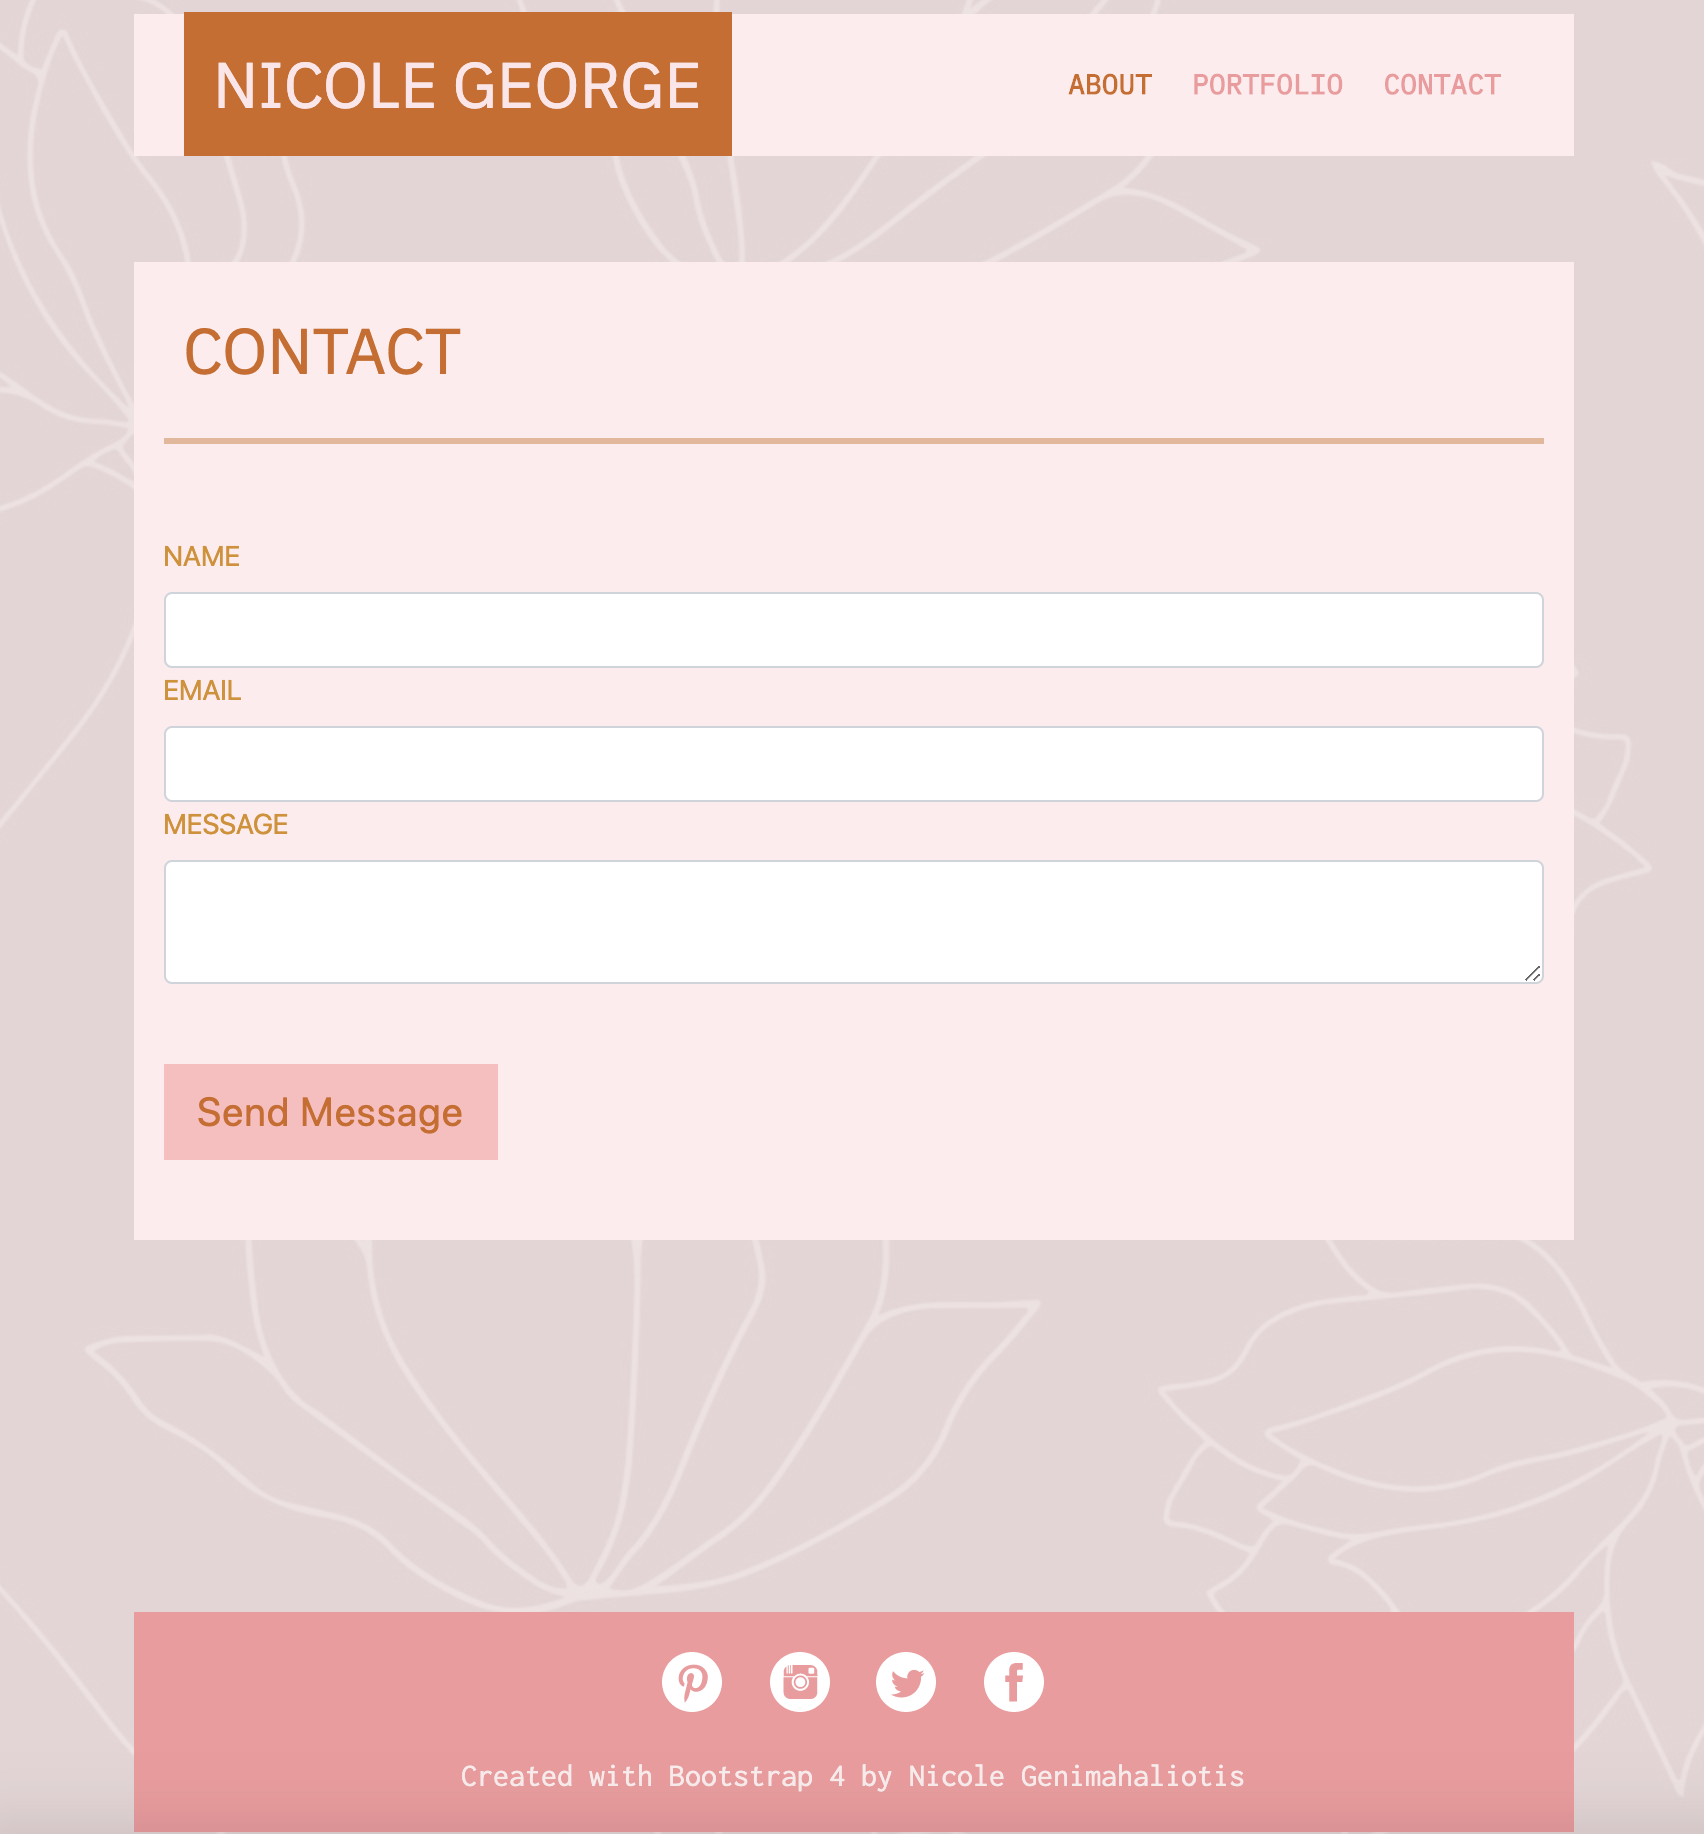 NICOLE GEORGE
ABOUT PORTFOLIO CONTACT
CONTACT
NAME
EMAIL
MESSAGE
Send Message
Created with Bootstrap 4 by Nicole Genimahaliotis